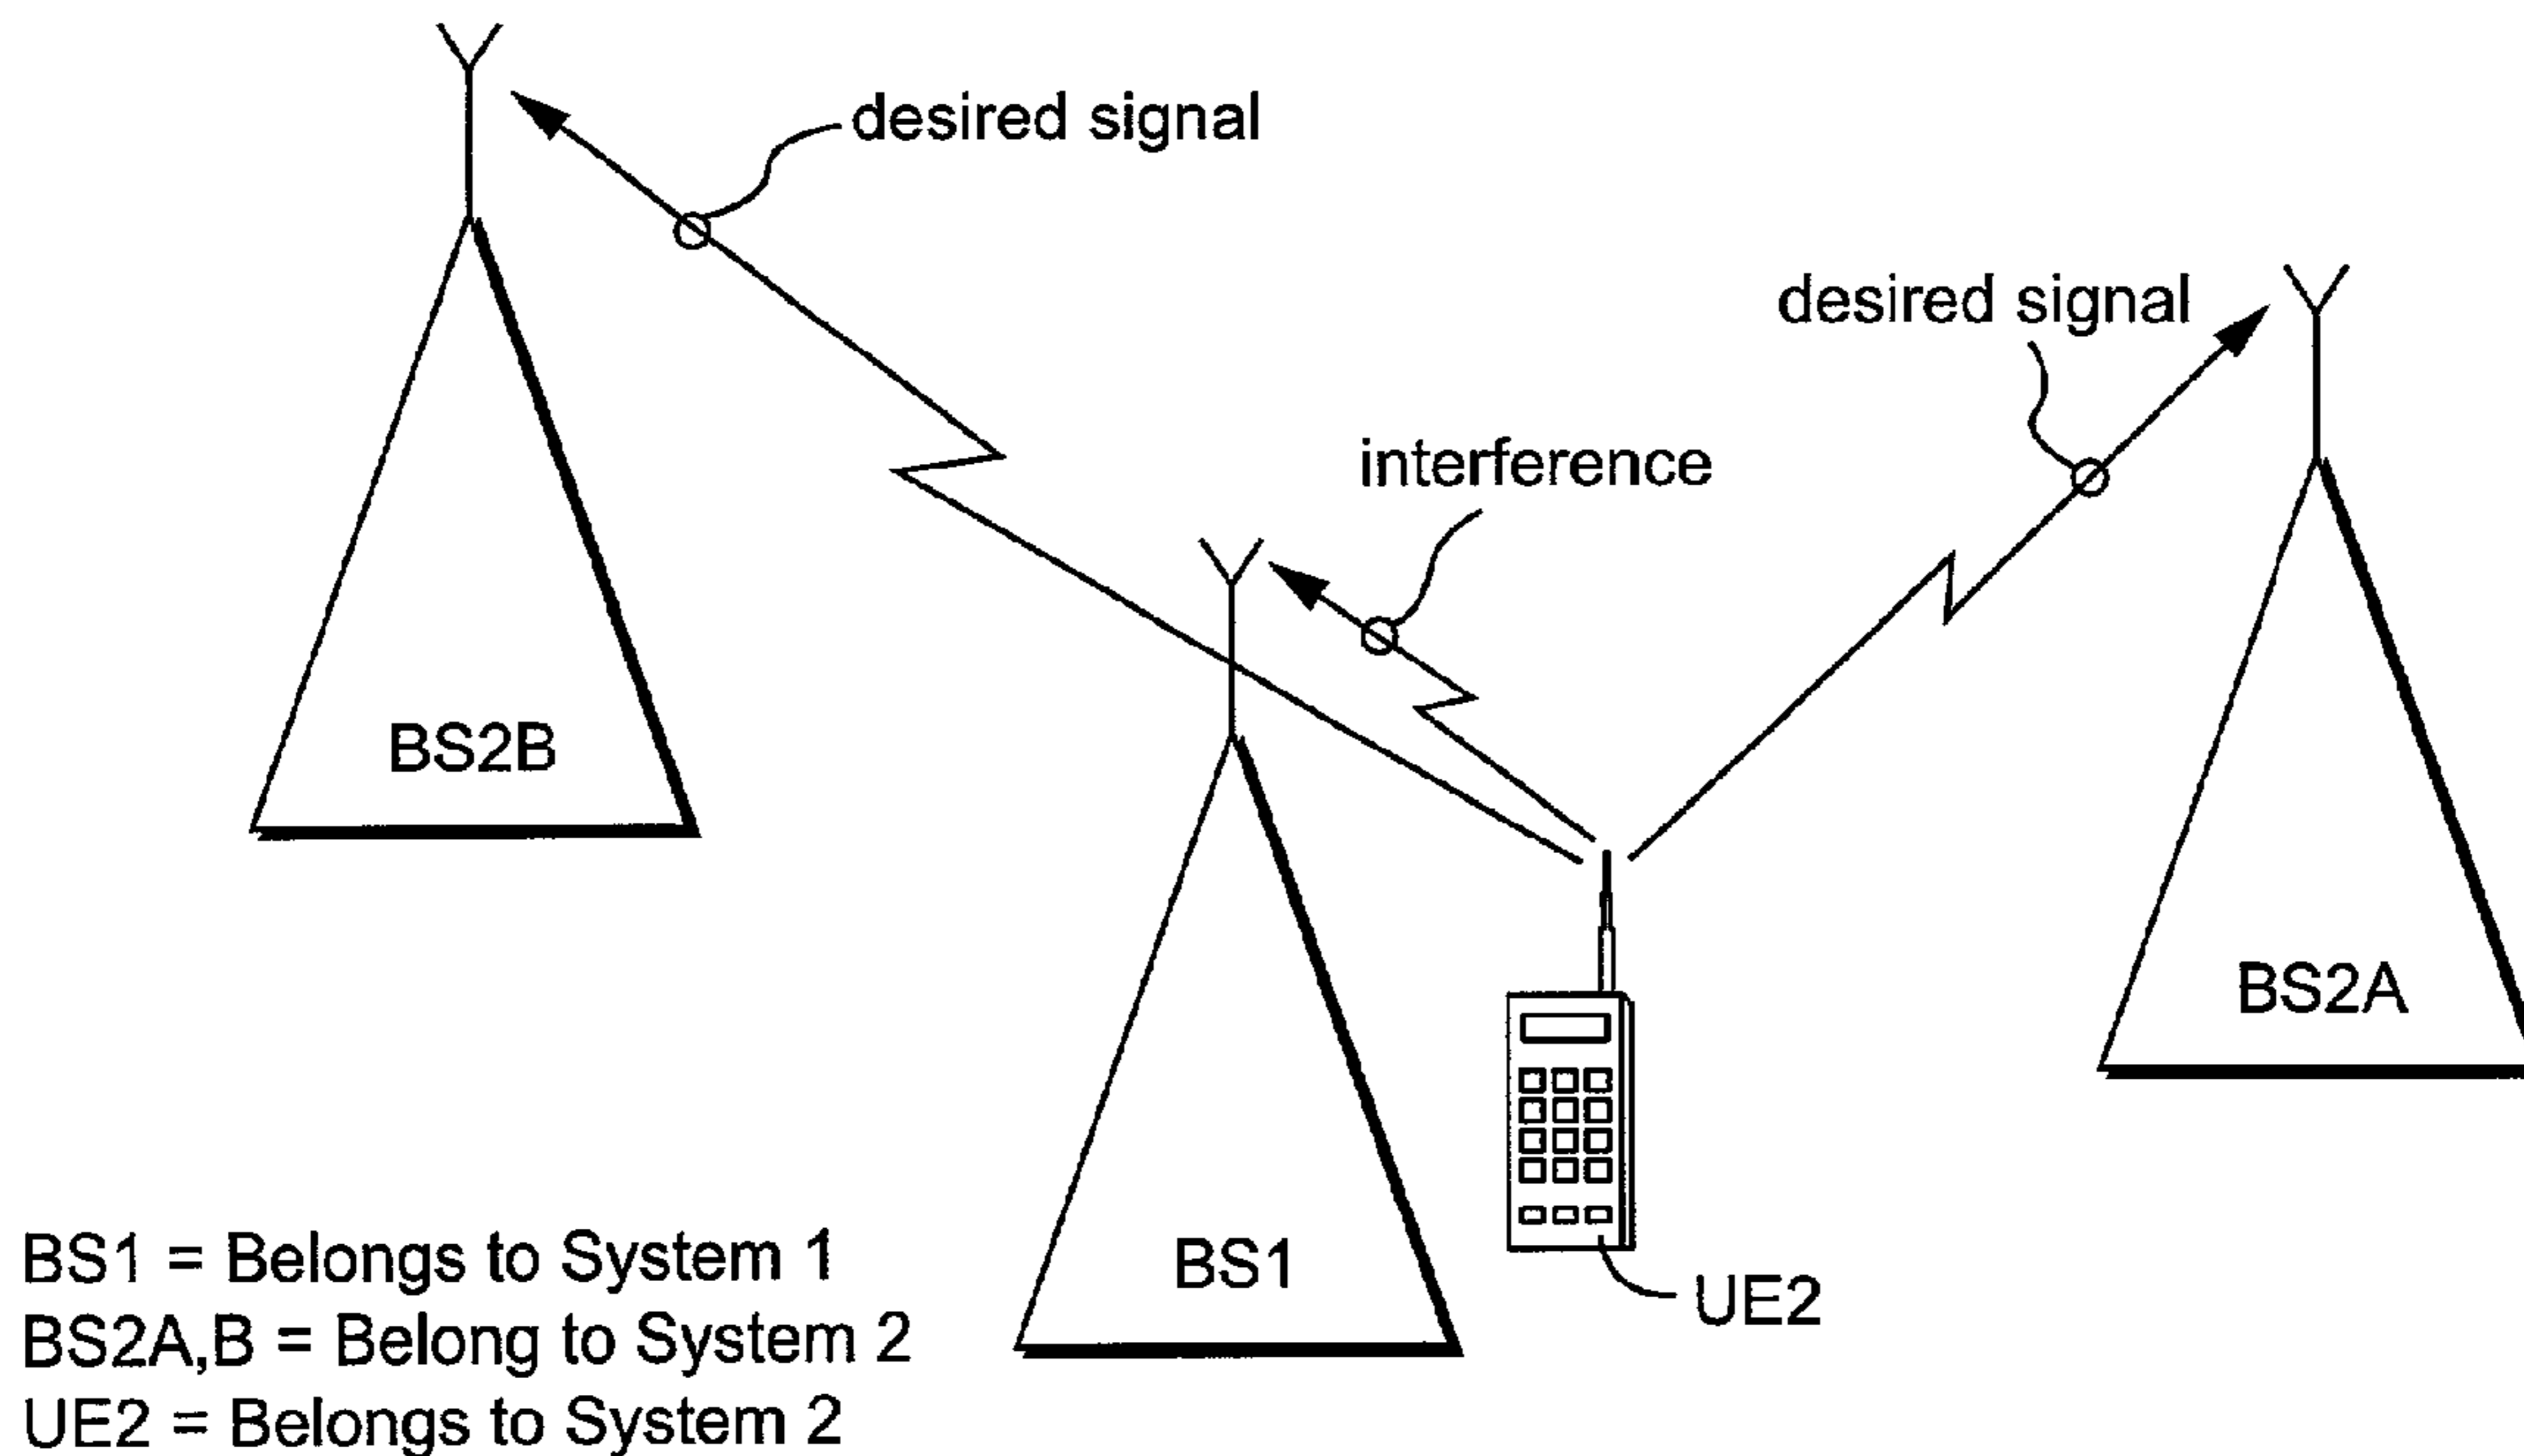 desired signal
desired signal
interference
BS2B
BS2A
BS1
UE2
BS1 = Belongs to System 1
BS2A,B = Belong to System 2
UE2 = Belongs to System 2